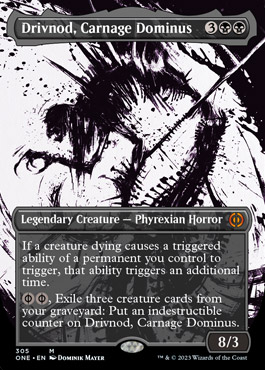 Drivnod, Carnage Dominus 3
Legendary Creature — Phyrexian Horror
If a creature dying causes a triggered
ability of a permanent you control to
trigger, that ability triggers an additional
time.
, Exile three creature cards from
your graveyard: Put an indestructible
counter on Drivnod, Carnage Dominus.
8/3
305 M
ONE • EN DOMINIK MAYER ™ & © 2023 Wizards of the Coast